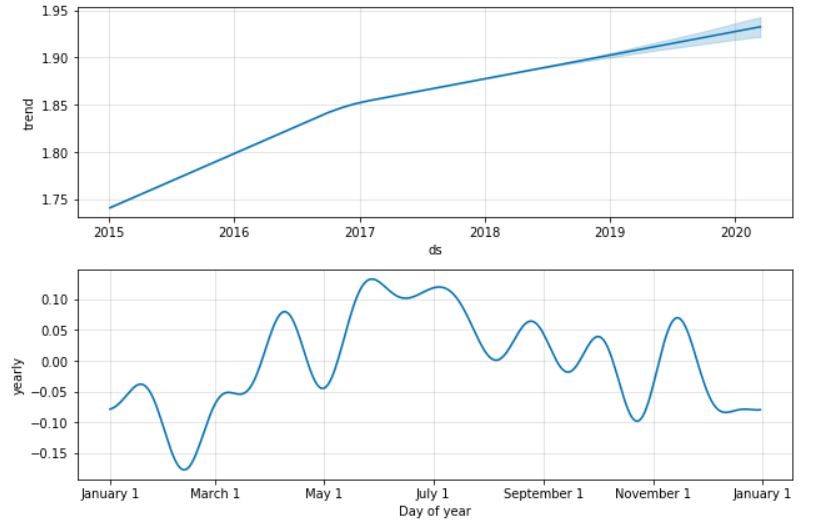 1.95
1.90
1.85
1.80
1.75
trend
2015 2016 2017 2018 2019 2020
ds
0.10
0.05
0.00
−0.05
−0.10
−0.15
yearly
January 1 March 1 May 1 July 1 September 1 November 1 January 1
Day of year